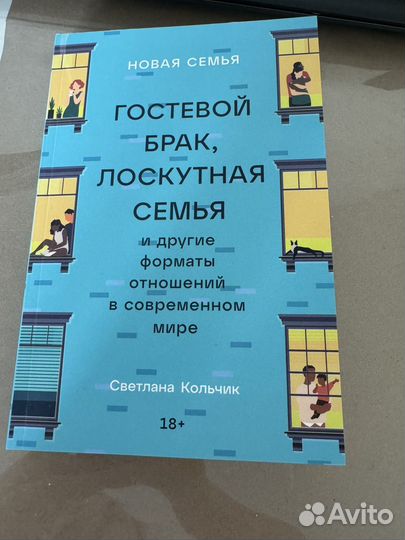 НОВАЯ СЕМЬЯ
ГОСТЕВОЙ
БРАК,
ЛОСКУТНАЯ
СЕМЬЯ
и другие
форматы
отношений
в современном
мире
Светлана Кольчик
18+
Avito